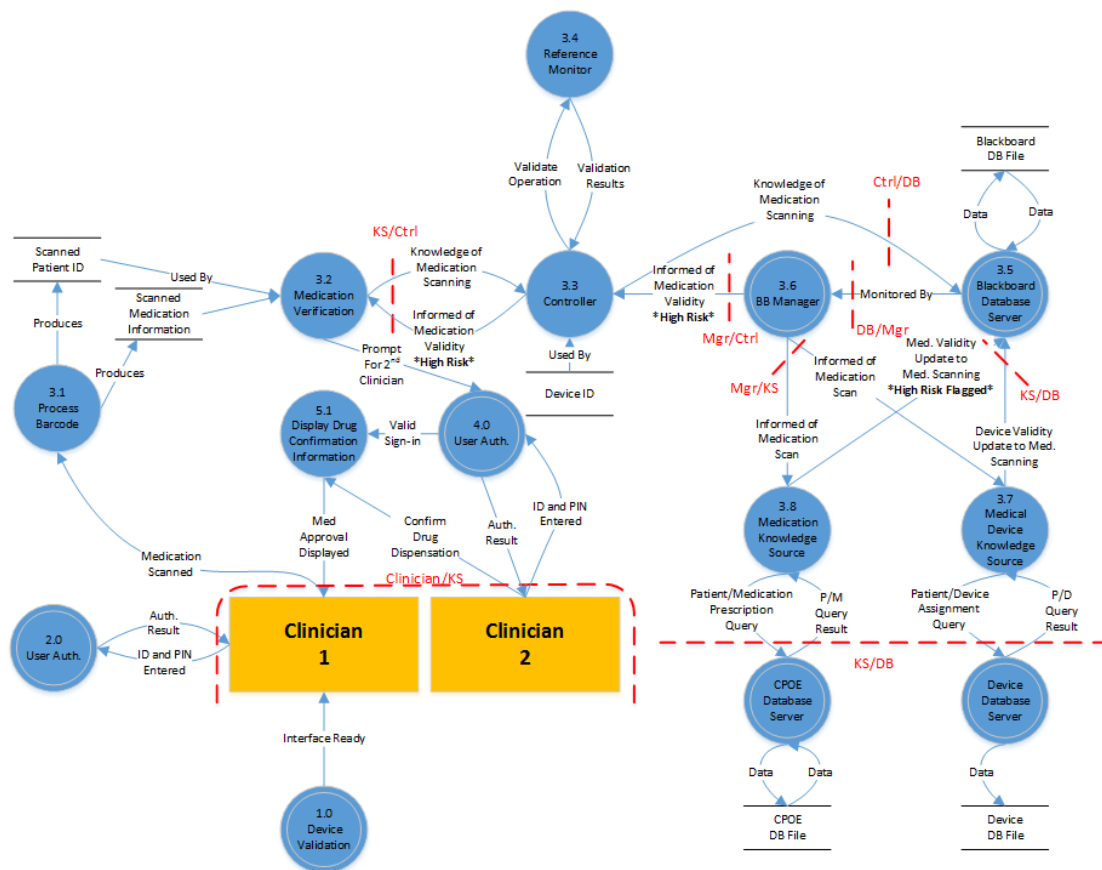 3.4
Reference
Monitor
Blackboard
DB File
Validate
Operation
Validation
Results
Knowledge of
Medication
Scanning
Ctrl/DB
Data
Data
Scanned
Patient ID
KS/Ctrl
Used By
Knowledge of
Medication
Scanning
3.2
Medication
Verification
3.3
Controller
Informed of
Medication
Validity
*High Risk*
3.6
BB Manager
Monitored By
3.5
Blackboard
Database
Server
Scanned
Medication
Information
Produces
Informed of
Medication
Validity
*High Risk*
Mgr/Ctrl
DB/Mgr
Med. Validity
Update to
Med. Scanning
*High Risk Flagged*
Produces
Prompt
For 2nd
Clinician
Used By
Mgr/KS
Informed of
Medication
Scan
KS/DB
3.1
Process
Barcode
Device ID
5.1
Display Drug
Confirmation
Information
Valid
Sign-in
4.0
User Auth.
Informed of
Medication
Scan
Device Validity
Update to Med.
Scanning
ID and PIN
Entered
3.8
Medication
Knowledge
Source
3.7
Medical
Device
Knowledge
Source
Med
Approval
Displayed
Confirm
Drug
Dispensation
Auth.
Result
Medication
Scanned
Clinician/KS
Patient/Medication
Prescription
Query
P/M
Query
Result
Patient/Device
Assignment
Query
P/D
Query
Result
2.0
User Auth.
Auth.
Result
ID and PIN
Entered
Clinician
1
Clinician
2
KS/DB
CPOE
Database
Server
Device
Database
Server
Interface Ready
Data
Data
Data
1.0
Device
Validation
CPOE
DB File
Device
DB File